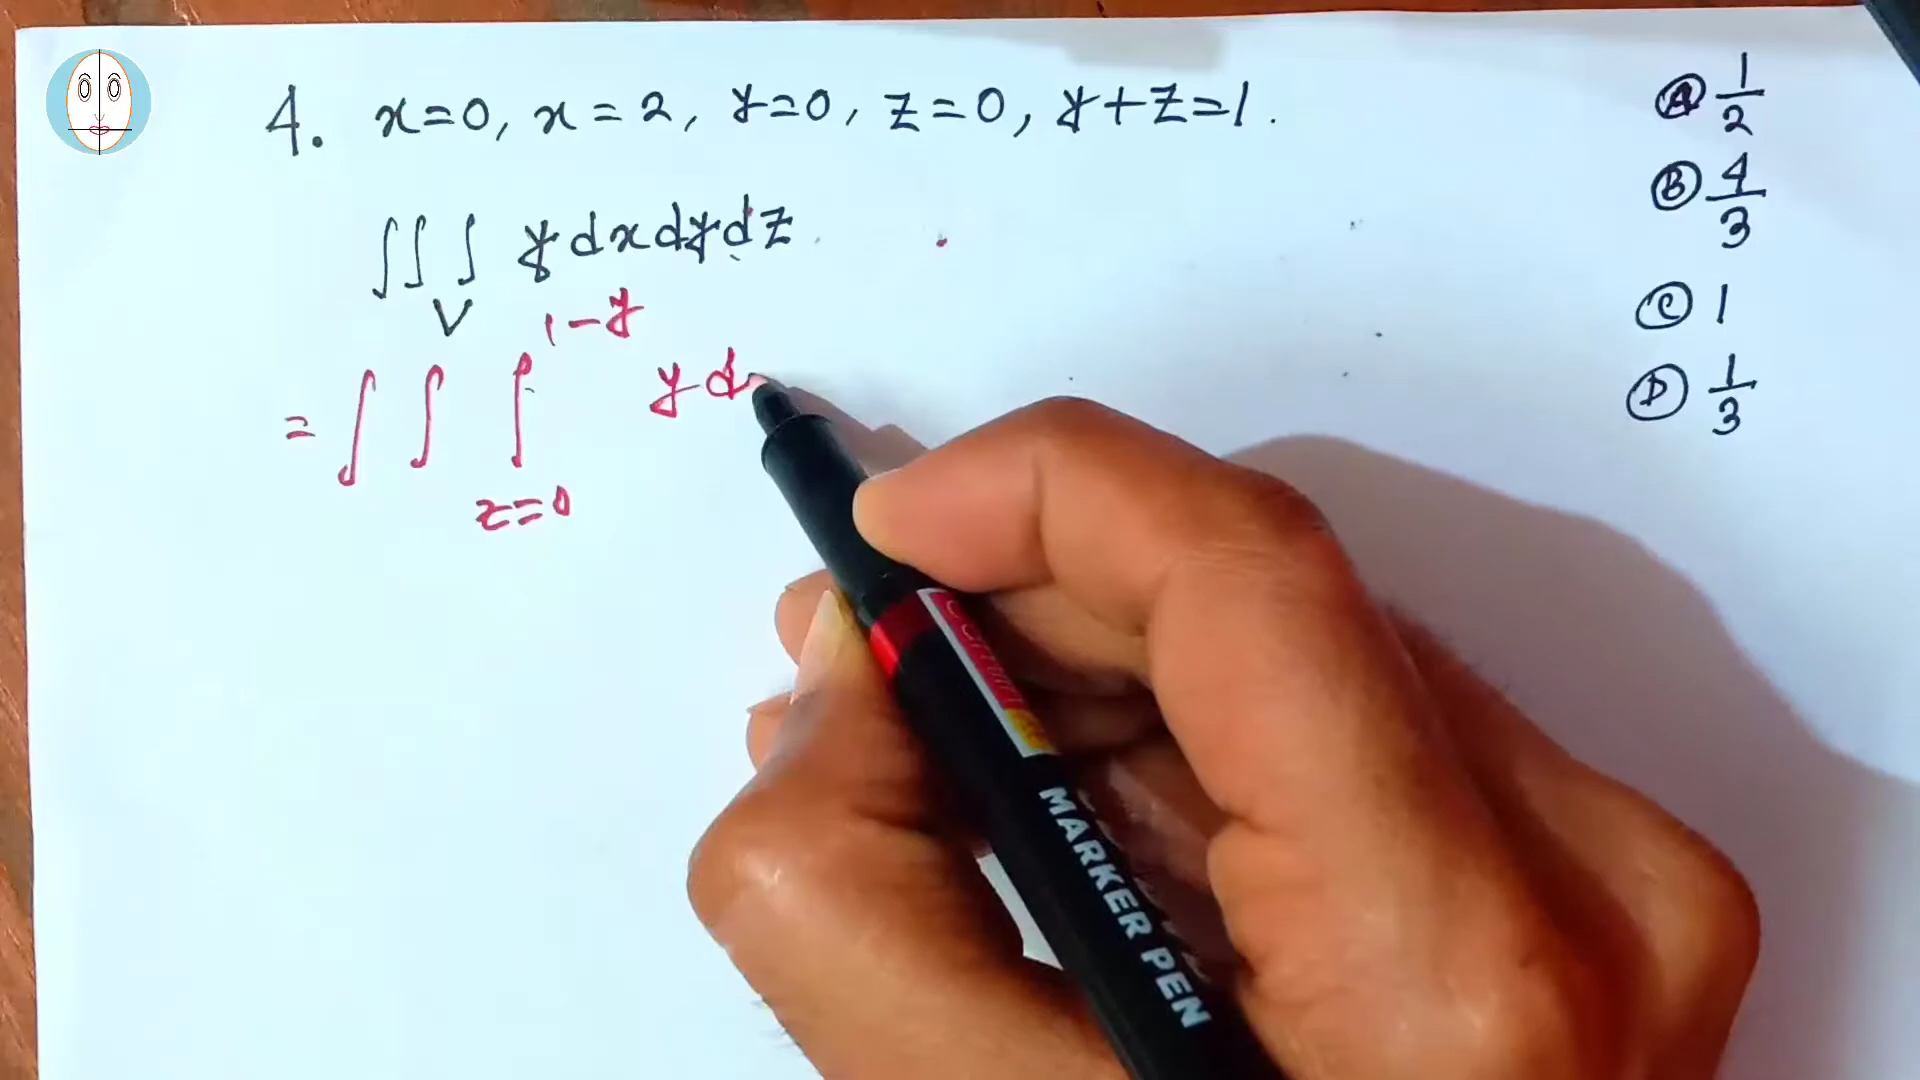 4. x=0, x=2, y=0, z=0, y+z=1.
∭ y dx dy dz
V
1-y
= ∫ ∫ ∫ y d
z=0
(A) 1/2
(B) 4/3
(C) 1
(D) 1/3
MARKER PEN